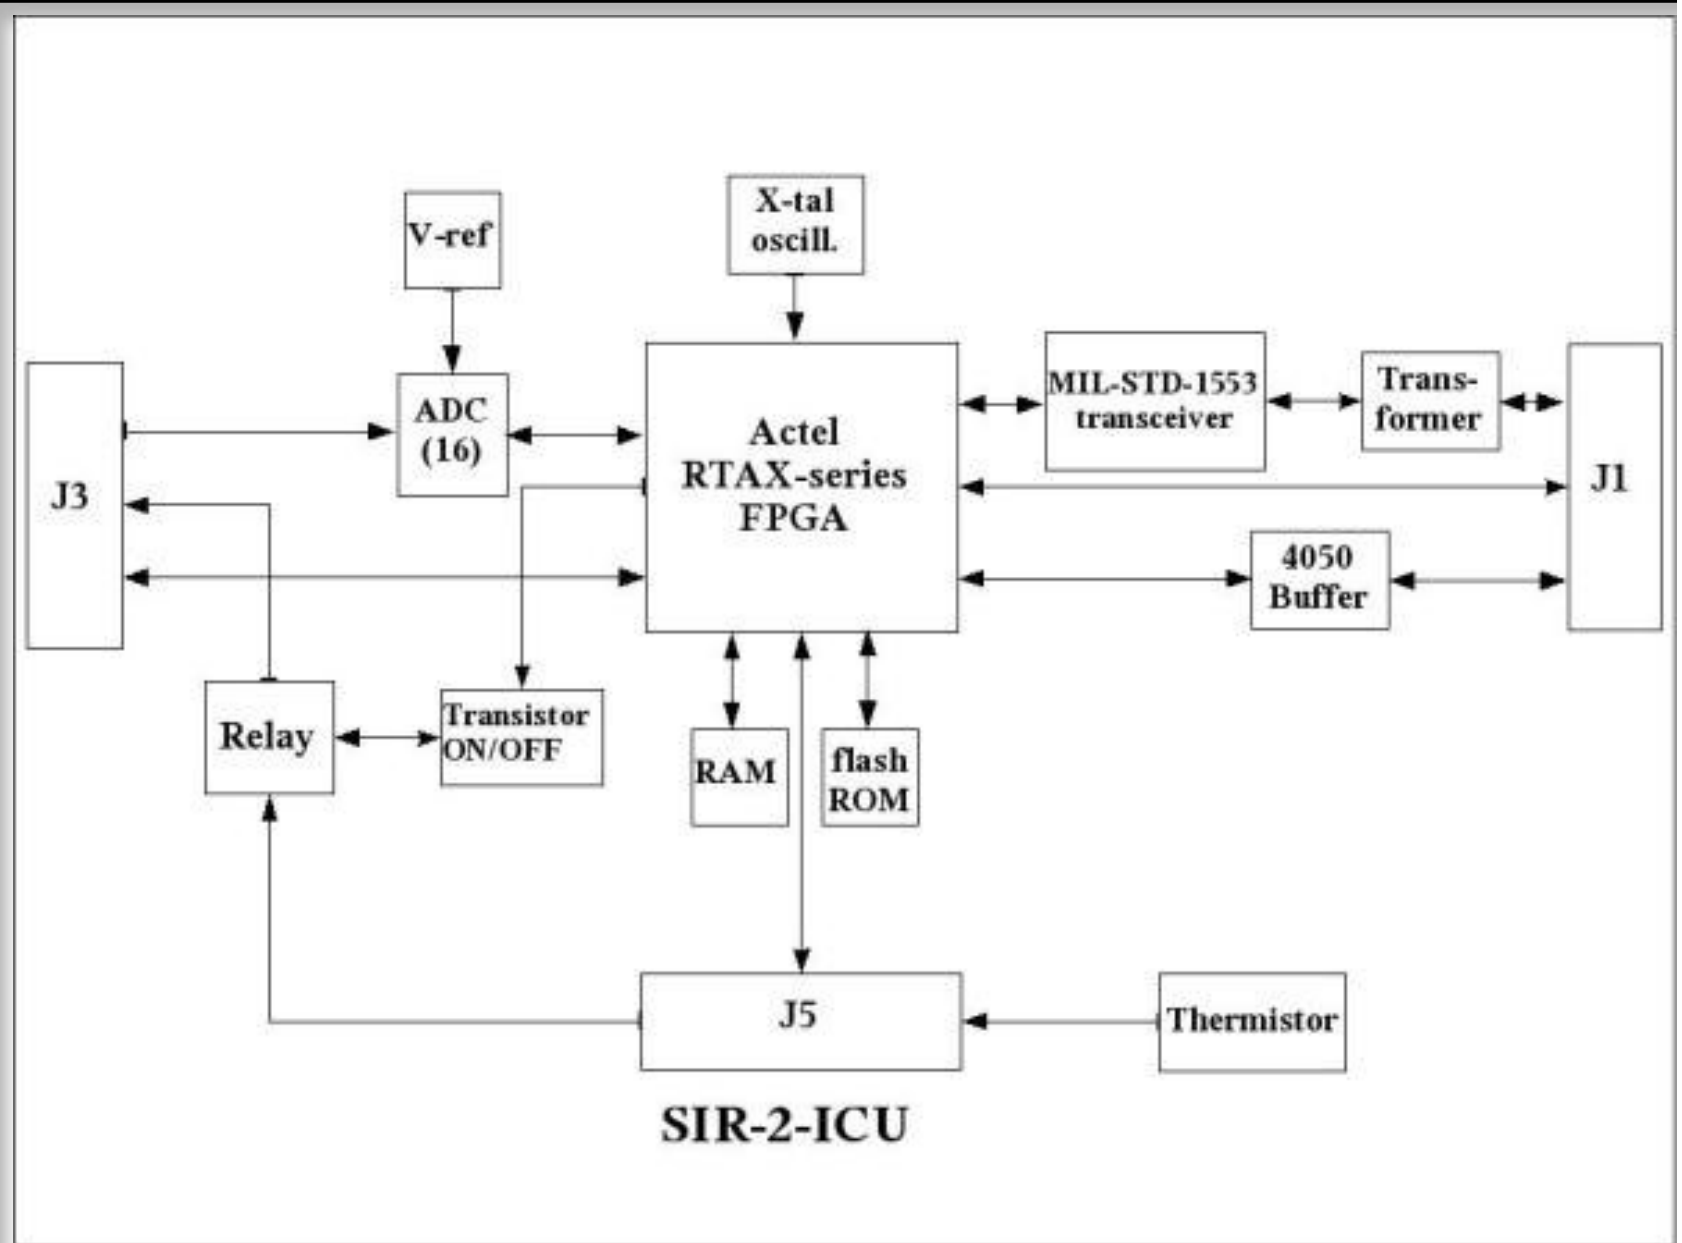 X-tal
oscill.
V-ref
ADC
(16)
Actel
RTAX-series
FPGA
MIL-STD-1553
transceiver
Trans-
former
J3
J1
4050
Buffer
Relay
Transistor
ON/OFF
RAM
flash
ROM
J5
Thermistor
SIR-2-ICU